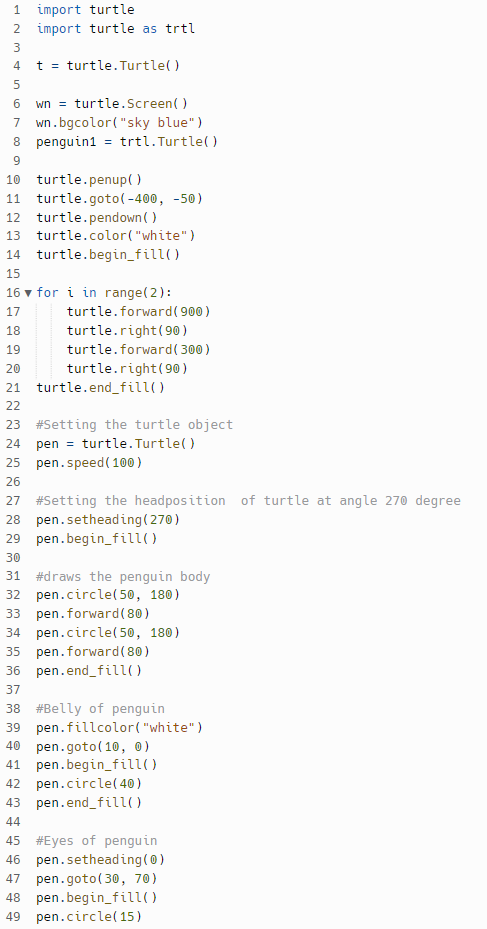 1 import turtle
2 import turtle as trtl
3
4 t = turtle.Turtle()
5
6 wn = turtle.Screen()
7 wn.bgcolor("sky blue")
8 penguin1 = trtl.Turtle()
9
10 turtle.penup()
11 turtle.goto(-400, -50)
12 turtle.pendown()
13 turtle.color("white")
14 turtle.begin_fill()
15
16 ▼ for i in range(2):
17     turtle.forward(900)
18     turtle.right(90)
19     turtle.forward(300)
20     turtle.right(90)
21 turtle.end_fill()
22
23 #Setting the turtle object
24 pen = turtle.Turtle()
25 pen.speed(100)
26
27 #Setting the headposition  of turtle at angle 270 degree
28 pen.setheading(270)
29 pen.begin_fill()
30
31 #draws the penguin body
32 pen.circle(50, 180)
33 pen.forward(80)
34 pen.circle(50, 180)
35 pen.forward(80)
36 pen.end_fill()
37
38 #Belly of penguin
39 pen.fillcolor("white")
40 pen.goto(10, 0)
41 pen.begin_fill()
42 pen.circle(40)
43 pen.end_fill()
44
45 #Eyes of penguin
46 pen.setheading(0)
47 pen.goto(30, 70)
48 pen.begin_fill()
49 pen.circle(15)